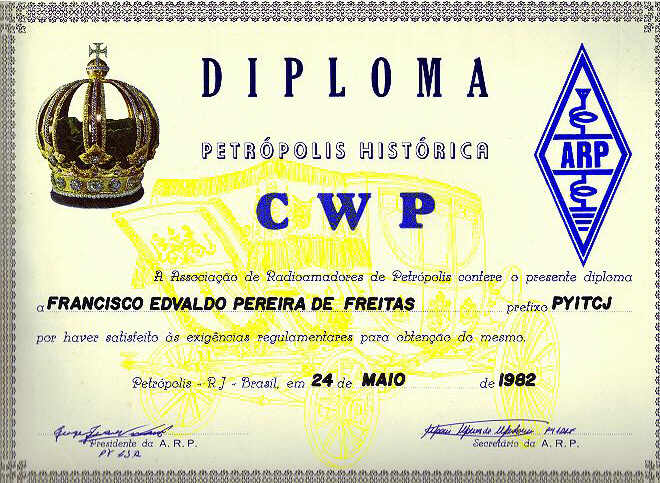 DIPLOMA
PETRÓPOLIS HISTÓRICA
ARP
CWP
A Associação de Radioamadores de Petrópolis confere o presente diploma
a FRANCISCO EDVALDO PEREIRA DE FREITAS prefixo PY1TCJ
por haver satisfeito às exigências regulamentares para obtenção do mesmo.
Petrópolis - RJ - Brasil, em 24 de MAIO de 1982
Presidente da A. R. P.
Secretário da A. R. P.